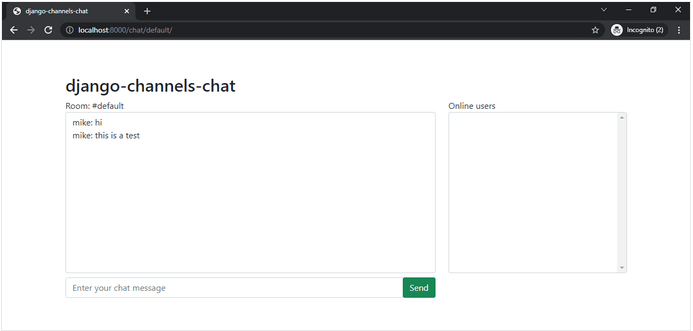 django-channels-chat
localhost:8000/chat/default/
Incognito (2)
django-channels-chat
Room: #default
Online users
mike: hi
mike: this is a test
Enter your chat message
Send